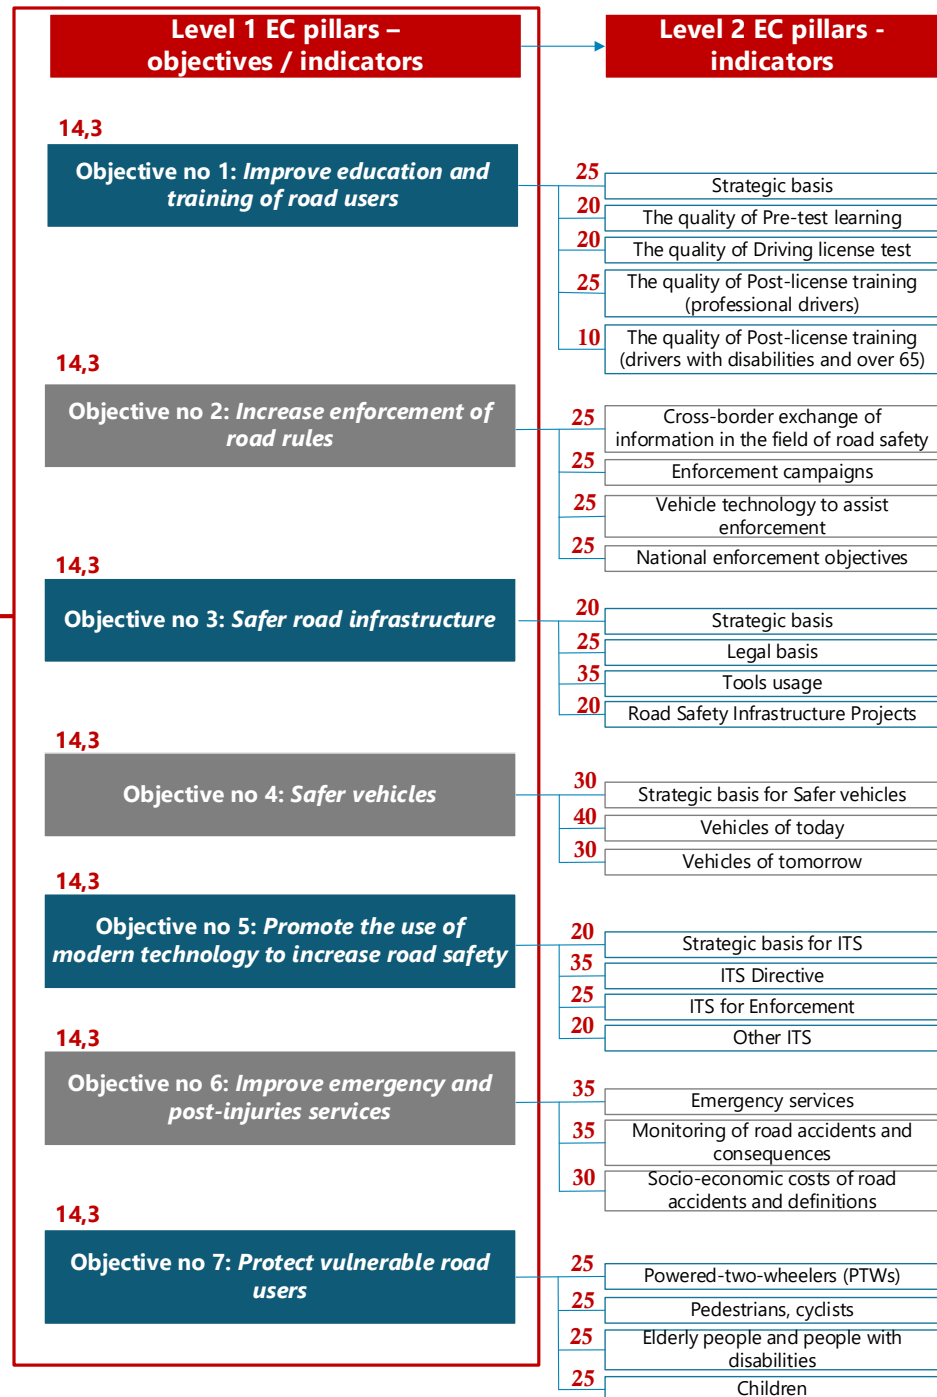 Level 1 EC pillars –
objectives / indicators
Level 2 EC pillars -
indicators
14,3
Objective no 1: Improve education and
training of road users
25
Strategic basis
20
The quality of Pre-test learning
20
The quality of Driving license test
25
The quality of Post-license training
(professional drivers)
10
The quality of Post-license training
(drivers with disabilities and over 65)
14,3
Objective no 2: Increase enforcement of
road rules
25
Cross-border exchange of
information in the field of road safety
25
Enforcement campaigns
25
Vehicle technology to assist
enforcement
25
National enforcement objectives
14,3
Objective no 3: Safer road infrastructure
20
Strategic basis
25
Legal basis
35
Tools usage
20
Road Safety Infrastructure Projects
14,3
Objective no 4: Safer vehicles
30
Strategic basis for Safer vehicles
40
Vehicles of today
30
Vehicles of tomorrow
14,3
Objective no 5: Promote the use of
modern technology to increase road safety
20
Strategic basis for ITS
35
ITS Directive
25
ITS for Enforcement
20
Other ITS
14,3
Objective no 6: Improve emergency and
post-injuries services
35
Emergency services
35
Monitoring of road accidents and
consequences
30
Socio-economic costs of road
accidents and definitions
14,3
Objective no 7: Protect vulnerable road
users
25
Powered-two-wheelers (PTWs)
25
Pedestrians, cyclists
25
Elderly people and people with
disabilities
25
Children